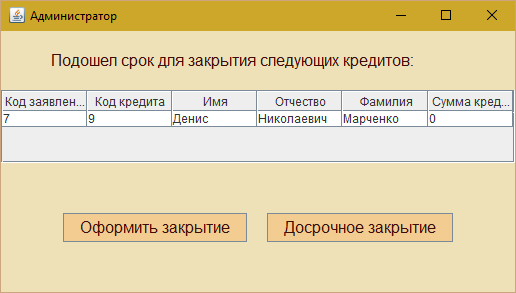 Администратор
Подошел срок для закрытия следующих кредитов:
Код заявлен... Код кредита Имя Отчество Фамилия Сумма кред...
7 9 Денис Николаевич Марченко 0
Оформить закрытие Досрочное закрытие